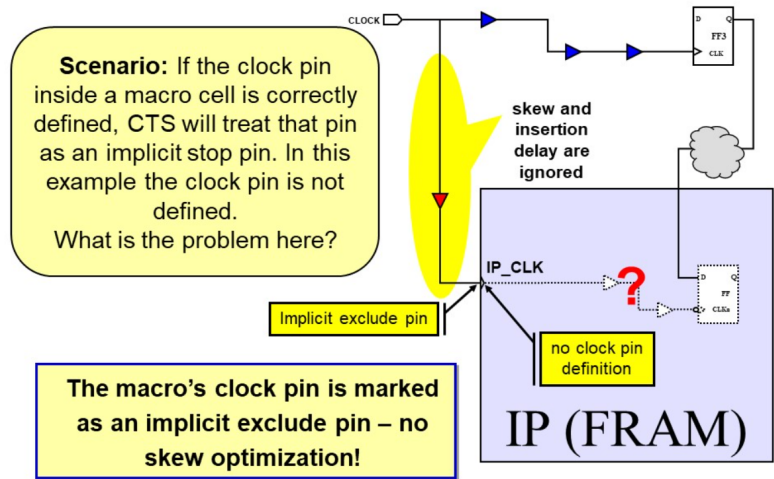 CLOCK
D Q
FF3
CLK
Scenario: If the clock pin
inside a macro cell is correctly
defined, CTS will treat that pin
as an implicit stop pin. In this
example the clock pin is not
defined.
What is the problem here?
skew and
insertion
delay are
ignored
IP_CLK
?
D Q
FF
CLKs
Implicit exclude pin
no clock pin
definition
The macro's clock pin is marked
as an implicit exclude pin – no
skew optimization!
IP (FRAM)